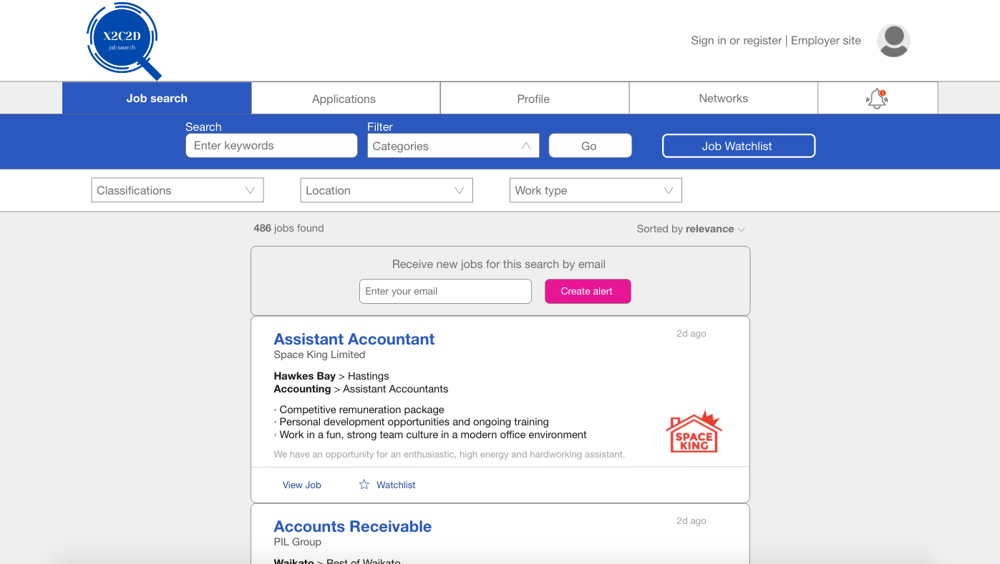 X2C2D
job search
Sign in or register | Employer site
Job search
Applications
Profile
Networks
!
Search
Filter
Enter keywords
Categories
Go
Job Watchlist
Classifications
Location
Work type
486 jobs found
Sorted by relevance
Receive new jobs for this search by email
Enter your email
Create alert
Assistant Accountant
2d ago
Space King Limited
Hawkes Bay > Hastings
Accounting > Assistant Accountants
· Competitive remuneration package
· Personal development opportunities and ongoing training
· Work in a fun, strong team culture in a modern office environment
SPACE
KING
We have an opportunity for an enthusiastic, high energy and hardworking assistant.
View Job
Watchlist
Accounts Receivable
2d ago
PIL Group
Waikato > Rest of Waikato